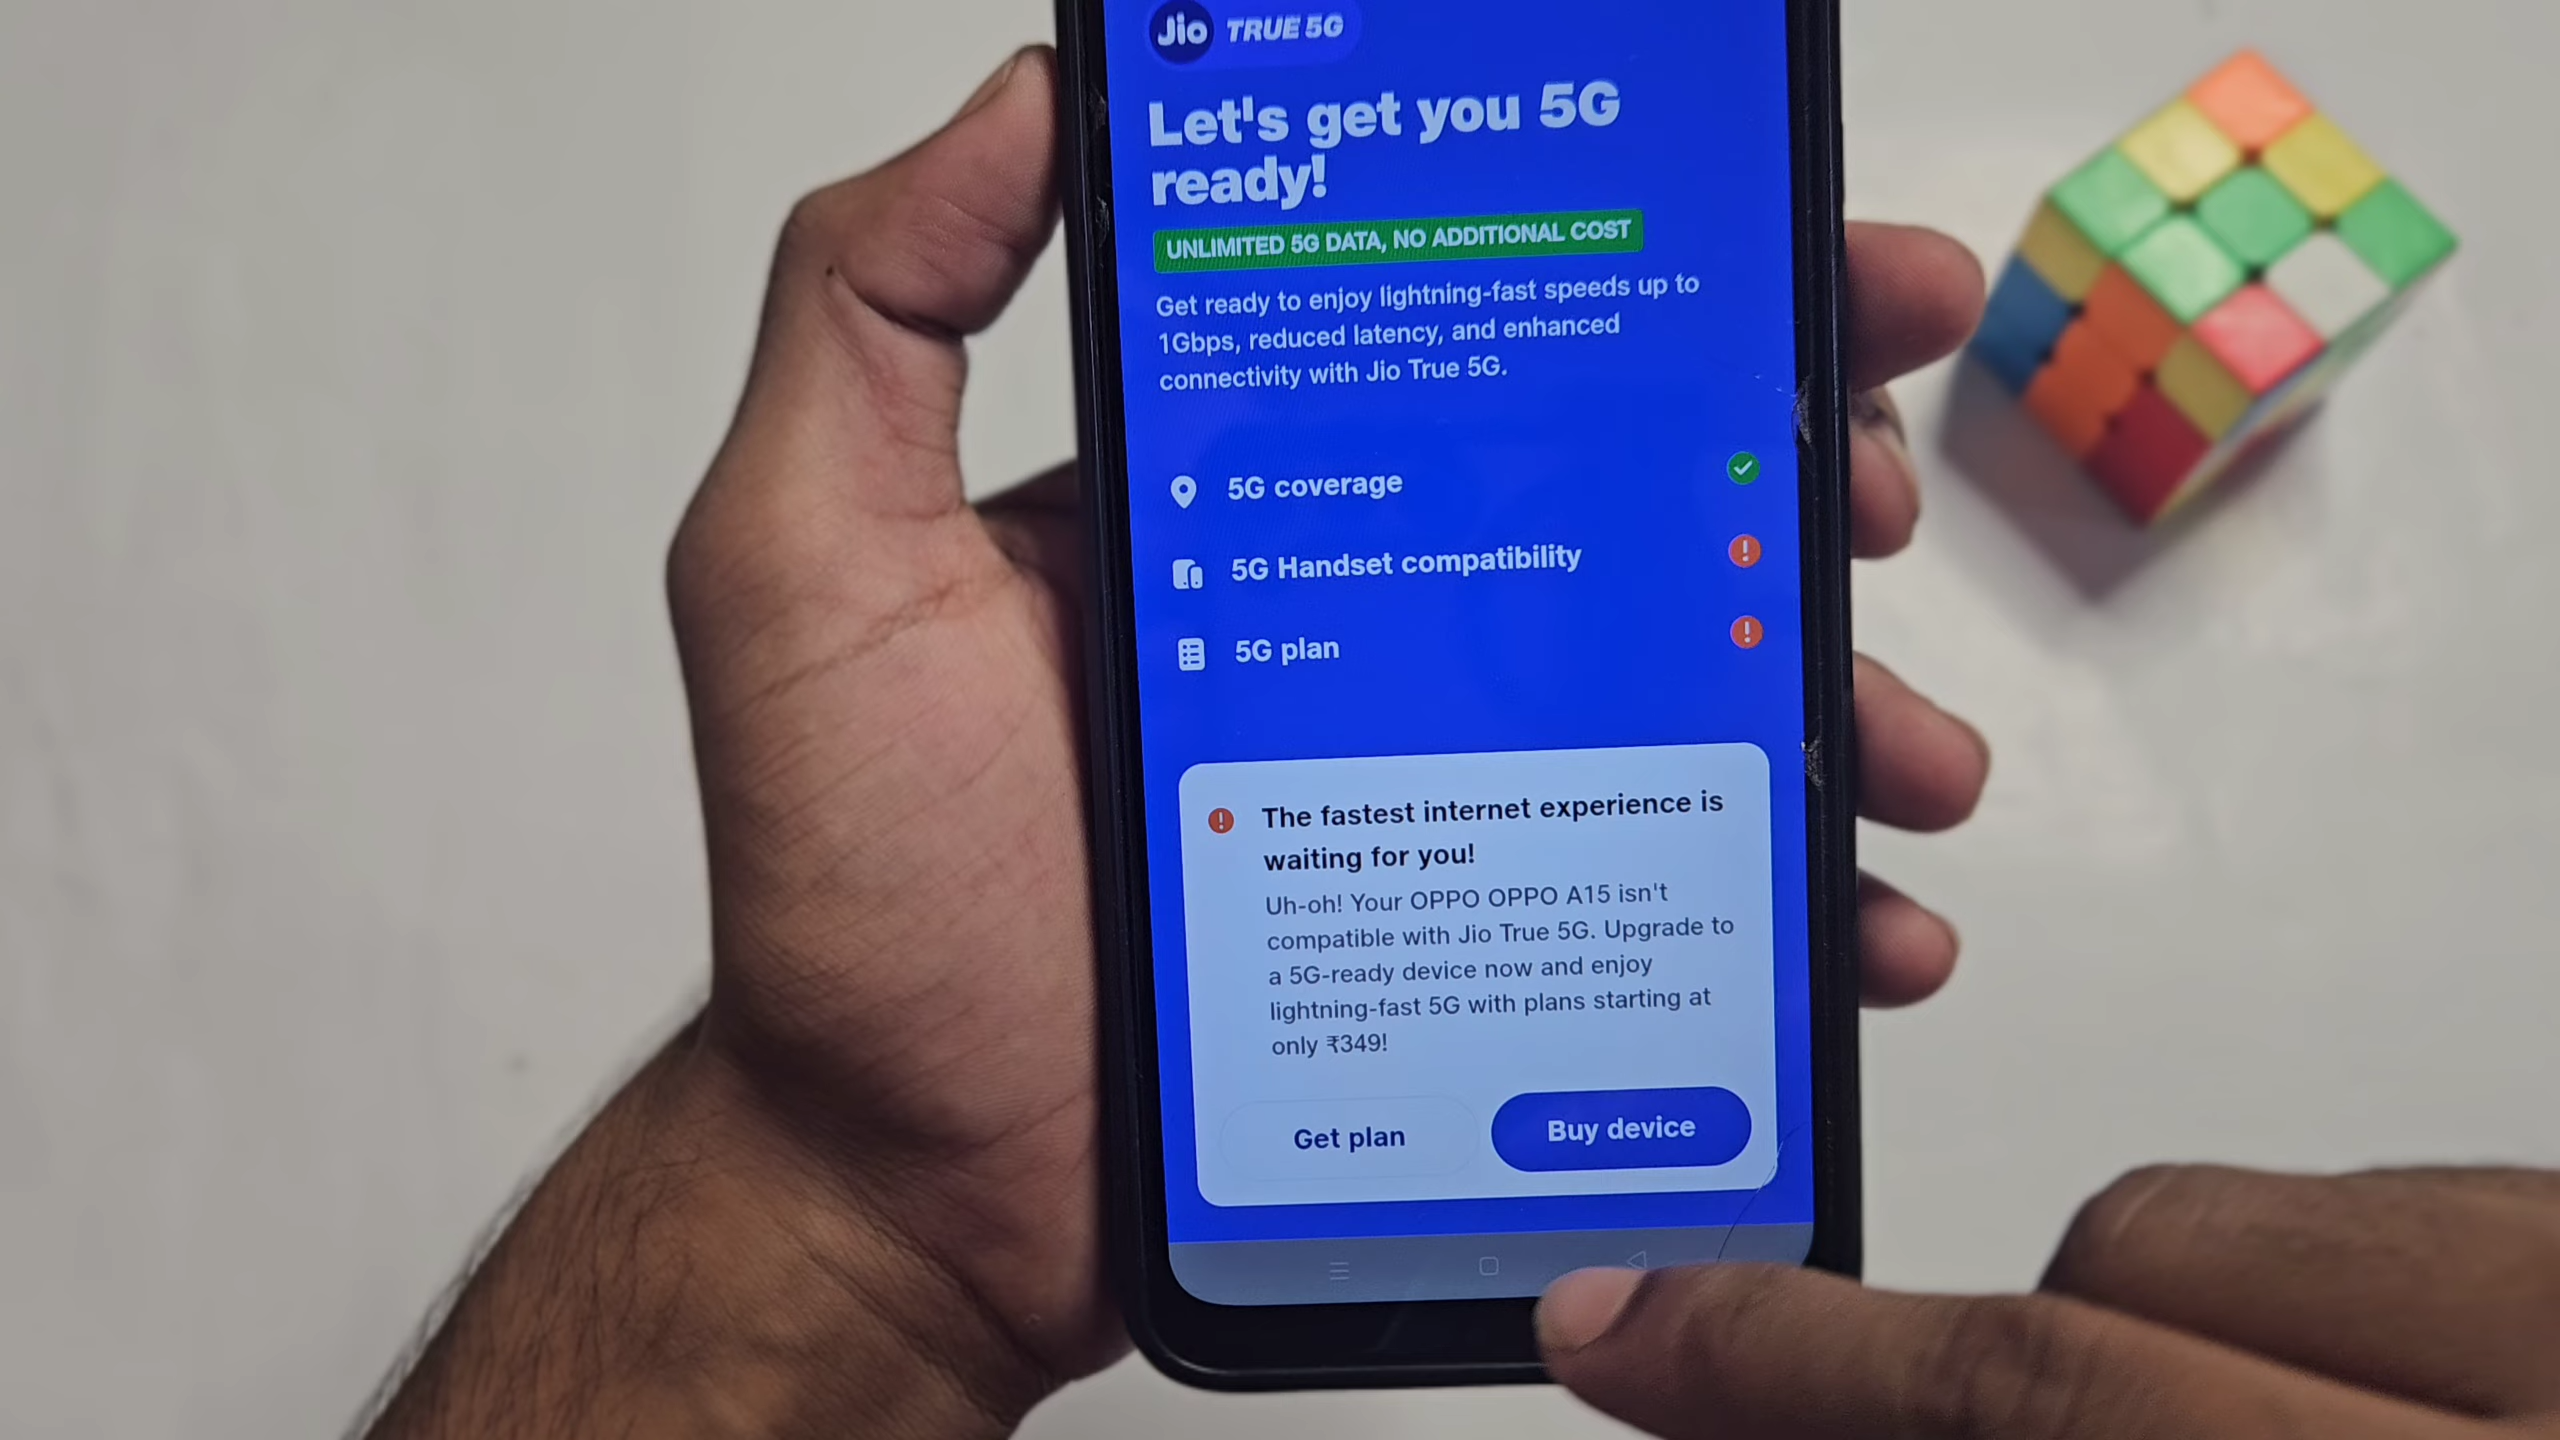 Jio TRUE 5G
Let's get you 5G
ready!
UNLIMITED 5G DATA, NO ADDITIONAL COST
Get ready to enjoy lightning-fast speeds up to
1Gbps, reduced latency, and enhanced
connectivity with Jio True 5G.
5G coverage
5G Handset compatibility
5G plan
The fastest internet experience is
waiting for you!
Uh-oh! Your OPPO OPPO A15 isn't
compatible with Jio True 5G. Upgrade to
a 5G-ready device now and enjoy
lightning-fast 5G with plans starting at
only ₹349!
Get plan
Buy device